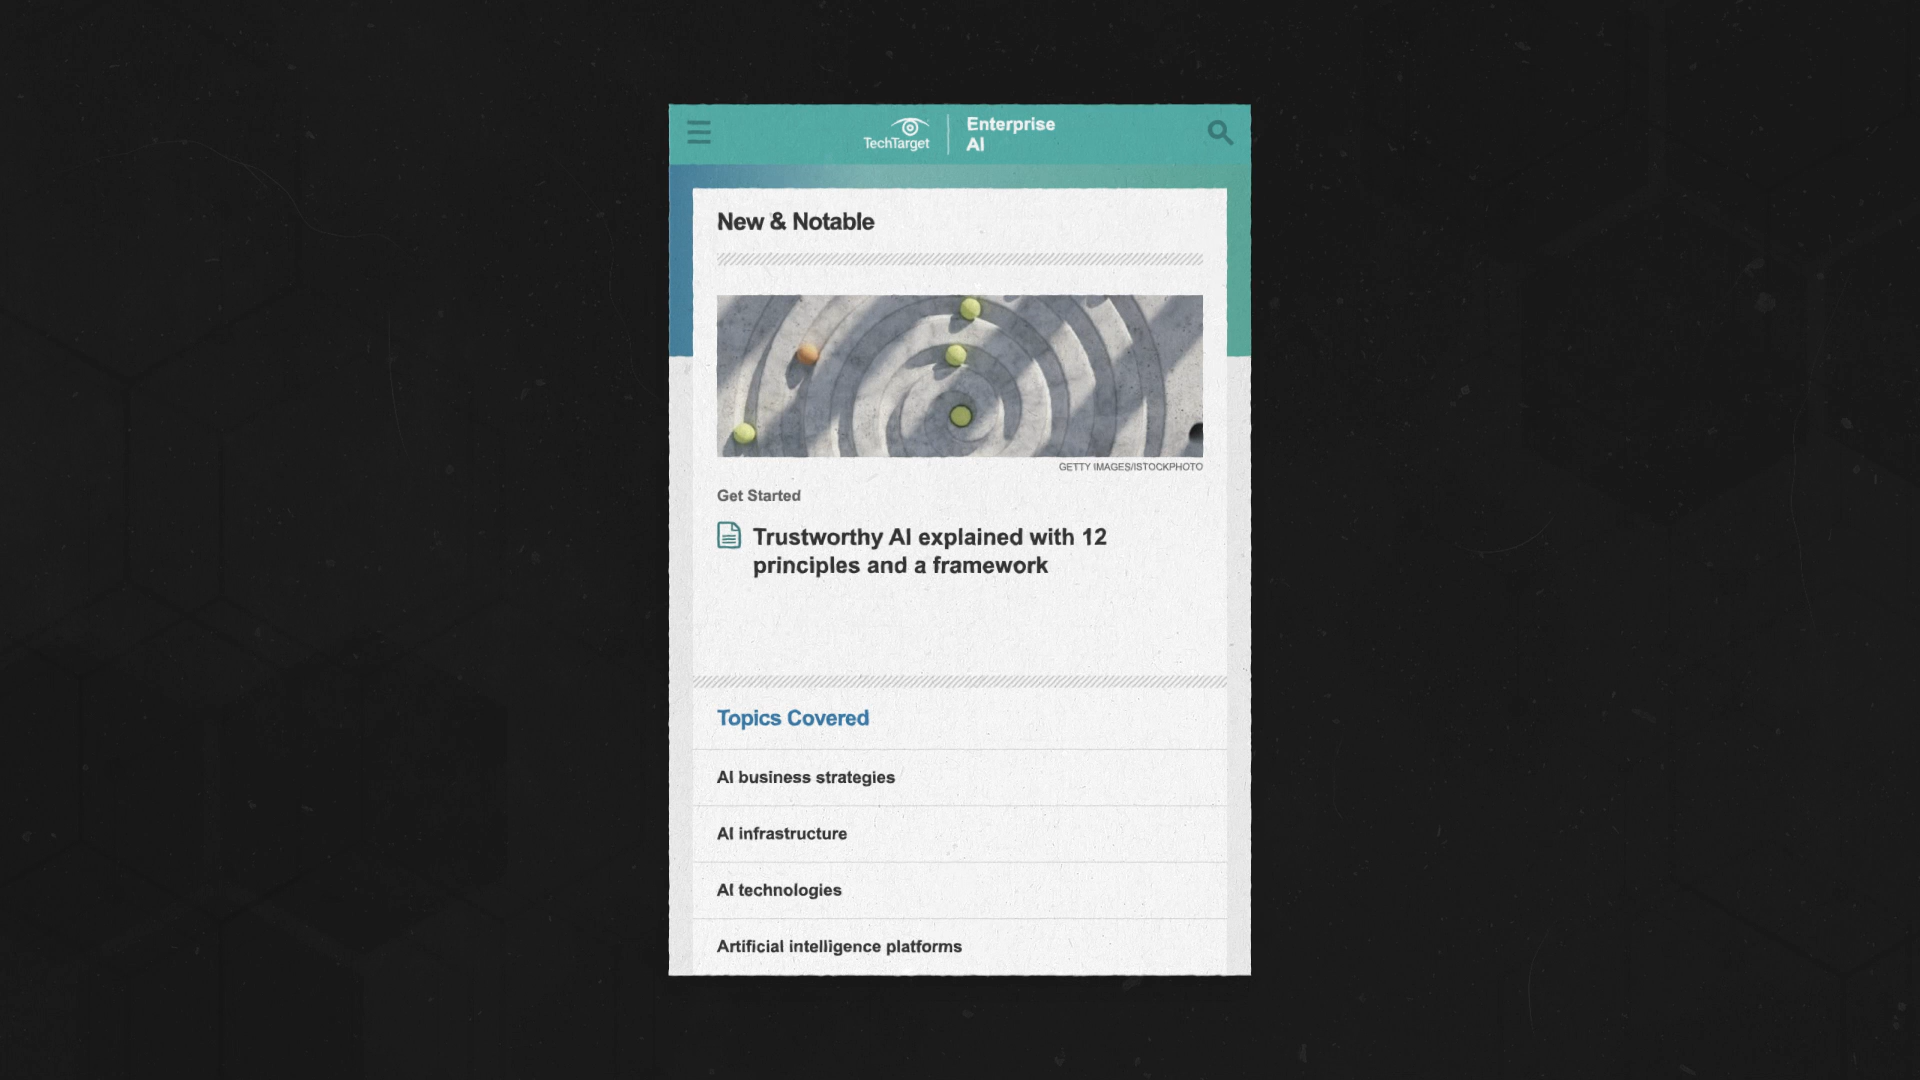 TechTarget
Enterprise
AI
New & Notable
GETTY IMAGES/ISTOCKPHOTO
Get Started
Trustworthy AI explained with 12
principles and a framework
Topics Covered
AI business strategies
AI infrastructure
AI technologies
Artificial intelligence platforms